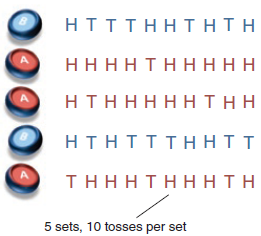 B H T T T H H T H T H
A H H H H T H H H H H
A H T H H H H H T H H
B H T H T T T H H T T
A T H H H T H H H T H
5 sets, 10 tosses per set